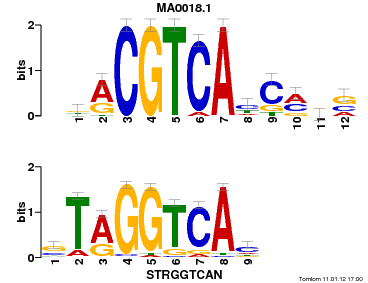 MA0018.1
2
bits
1
0
ACGTCACA
1 2 3 4 5 6 7 8 9 10 11 12
2
bits
1
0
TAGGTCA
1 2 3 4 5 6 7 8 9
STRGGTCAN
Tomtom 11.01.12 17:00